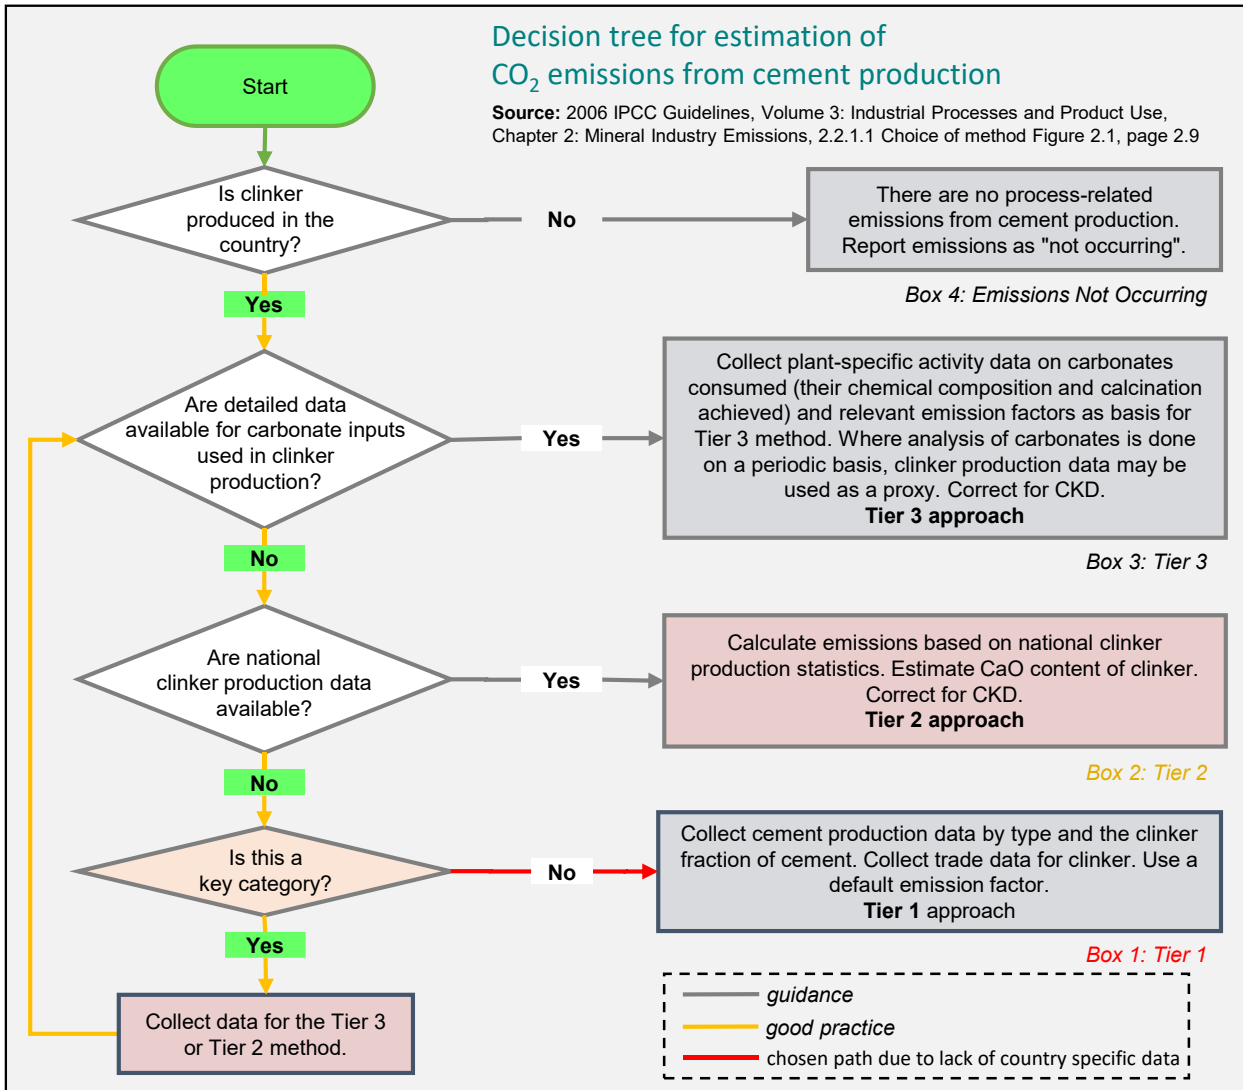 Decision tree for estimation of
CO₂ emissions from cement production
Source: 2006 IPCC Guidelines, Volume 3: Industrial Processes and Product Use,
Chapter 2: Mineral Industry Emissions, 2.2.1.1 Choice of method Figure 2.1, page 2.9
Start
Is clinker
produced in the
country?
No
There are no process-related
emissions from cement production.
Report emissions as "not occurring".
Box 4: Emissions Not Occurring
Yes
Are detailed data
available for carbonate inputs
used in clinker
production?
Yes
Collect plant-specific activity data on carbonates
consumed (their chemical composition and calcination
achieved) and relevant emission factors as basis for
Tier 3 method. Where analysis of carbonates is done
on a periodic basis, clinker production data may be
used as a proxy. Correct for CKD.
Tier 3 approach
Box 3: Tier 3
No
Are national
clinker production data
available?
Yes
Calculate emissions based on national clinker
production statistics. Estimate CaO content of clinker.
Correct for CKD.
Tier 2 approach
Box 2: Tier 2
No
Is this a
key category?
No
Collect cement production data by type and the clinker
fraction of cement. Collect trade data for clinker. Use a
default emission factor.
Tier 1 approach
Box 1: Tier 1
Yes
Collect data for the Tier 3
or Tier 2 method.
guidance
good practice
chosen path due to lack of country specific data